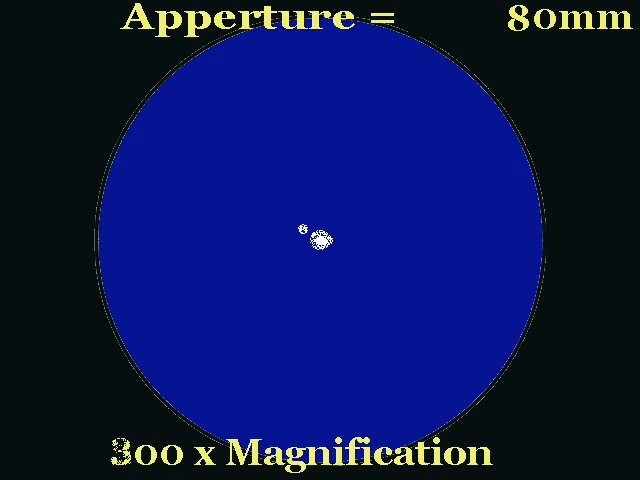 Apperture = 80mm
300 x Magnification